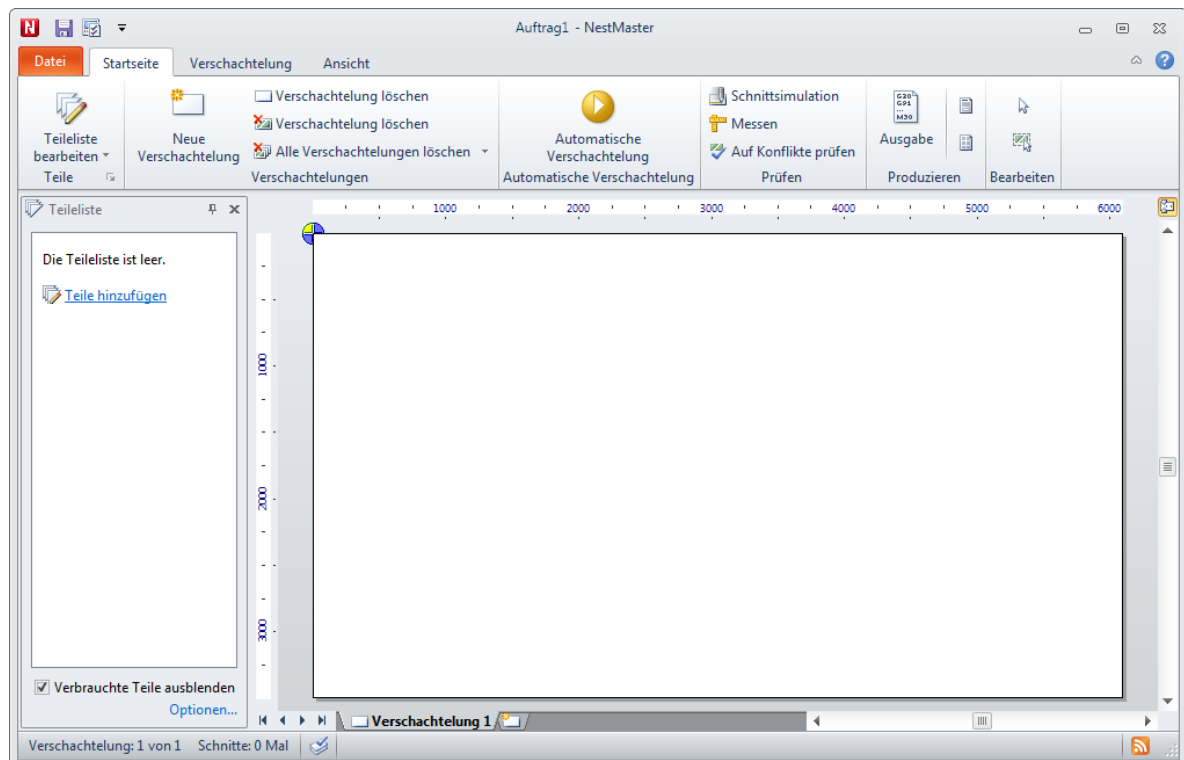 Auftrag1 - NestMaster
Datei Startseite Verschachtelung Ansicht
Teileliste bearbeiten
Teile
Neue Verschachtelung
Verschachtelung löschen
Verschachtelung löschen
Alle Verschachtelungen löschen
Verschachtelungen
Automatische Verschachtelung
Automatische Verschachtelung
Schnittsimulation
Messen
Auf Konflikte prüfen
Prüfen
G20
G91
...
M30
Ausgabe
Produzieren
Bearbeiten
Teileliste
Die Teileliste ist leer.
Teile hinzufügen
Verbrauchte Teile ausblenden
Optionen...
1000 2000 3000 4000 5000 6000
1000
2000
3000
Verschachtelung 1
Verschachtelung: 1 von 1 Schnitte: 0 Mal